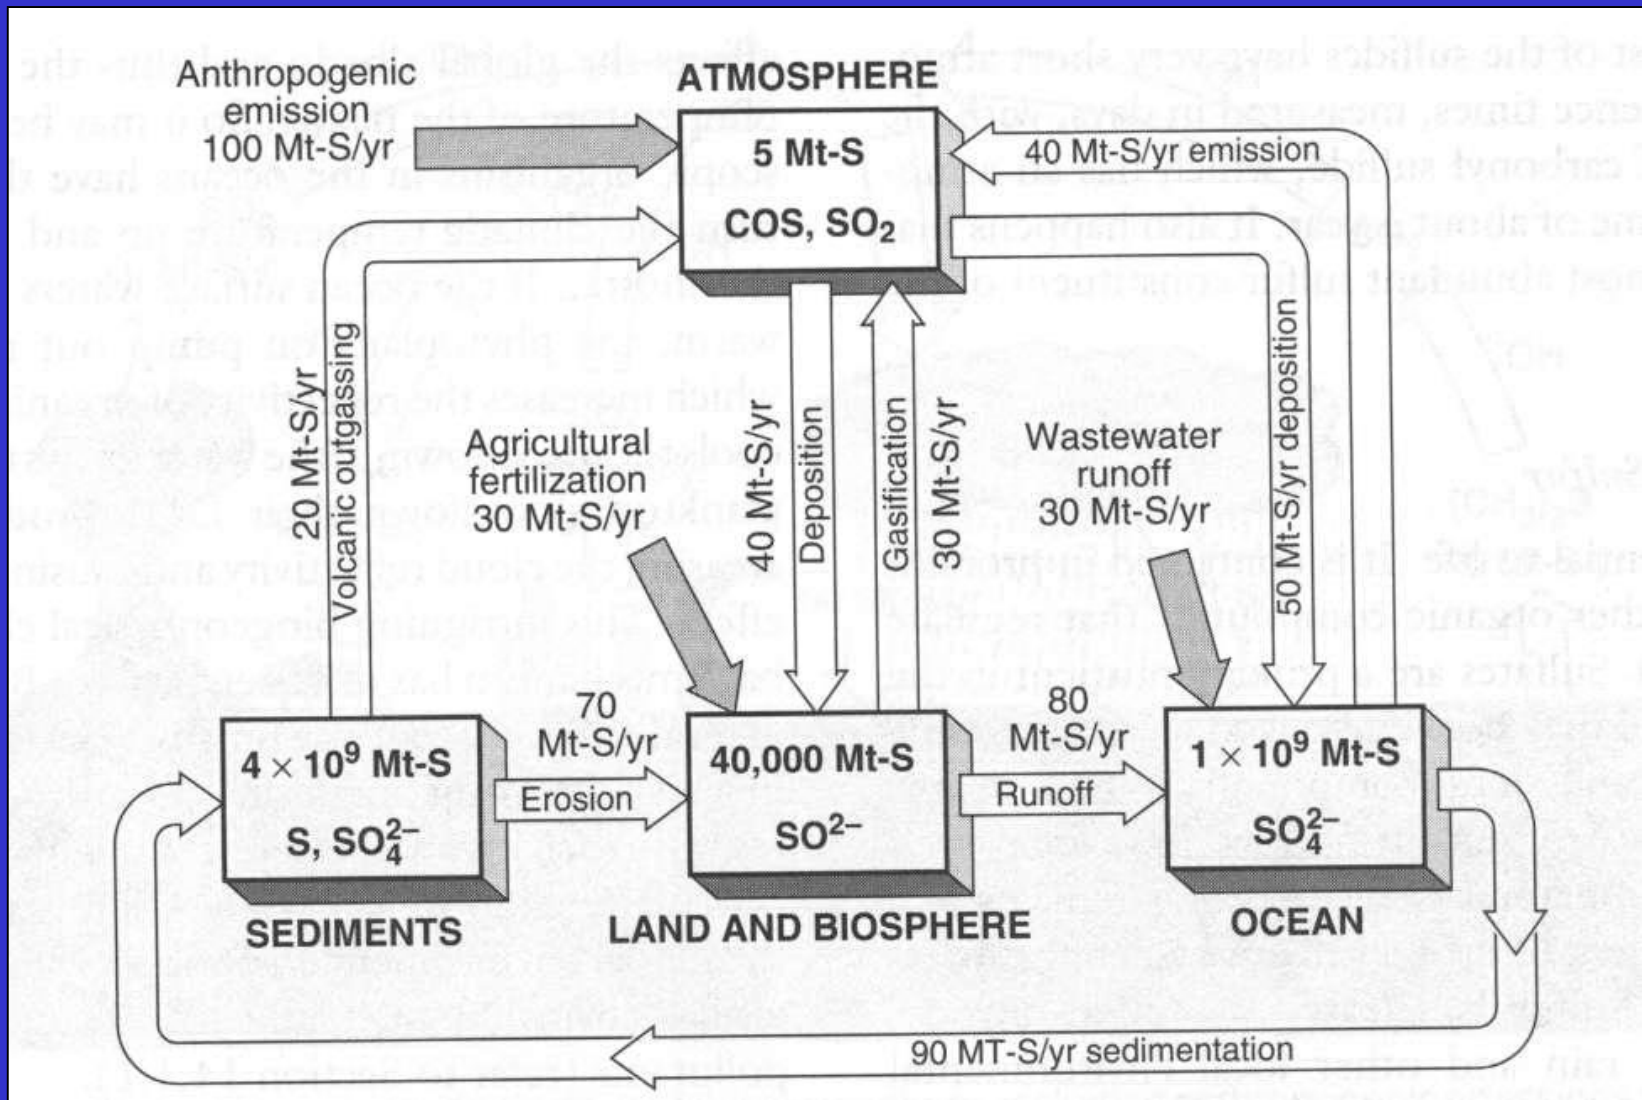 Anthropogenic
emission
100 Mt-S/yr
ATMOSPHERE
5 Mt-S
COS, SO₂
40 Mt-S/yr emission
20 Mt-S/yr
Volcanic outgassing
Agricultural
fertilization
30 Mt-S/yr
40 Mt-S/yr
Deposition
Gasification
30 Mt-S/yr
Wastewater
runoff
30 Mt-S/yr
50 Mt-S/yr deposition
4 × 10⁹ Mt-S
S, SO₄²⁻
SEDIMENTS
70
Mt-S/yr
Erosion
40,000 Mt-S
SO²⁻
LAND AND BIOSPHERE
80
Mt-S/yr
Runoff
1 × 10⁹ Mt-S
SO₄²⁻
OCEAN
90 MT-S/yr sedimentation